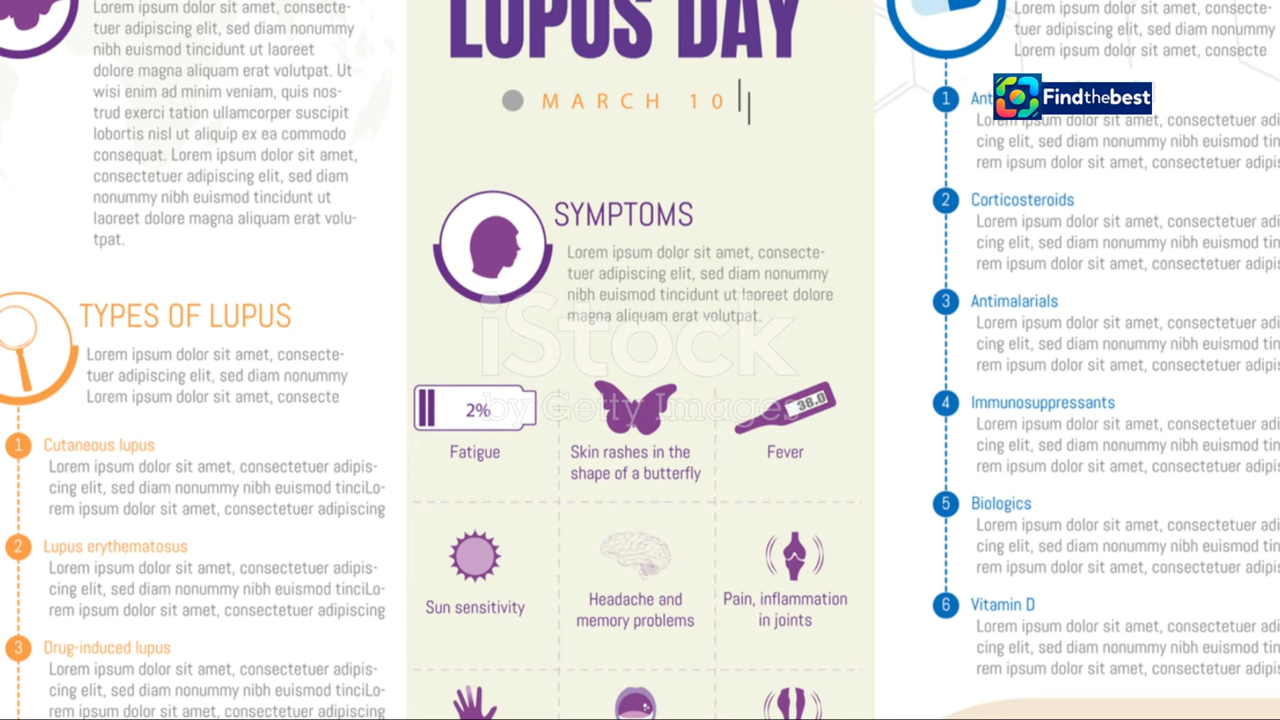 Lorem ipsum dolor sit amet, consecte-
tuer adipiscing elit, sed diam nonummy
nibh euismod tincidunt ut laoreet
dolore magna aliquam erat volutpat. Ut
wisi enim ad minim veniam, quis nos-
trud exerci tation ullamcorper suscipit
lobortis nisl ut aliquip ex ea commodo
consequat. Lorem ipsum dolor sit amet,
consectetuer adipiscing elit, sed diam
nonummy nibh euismod tincidunt ut
laoreet dolore magna aliquam erat volu-
tpat.
TYPES OF LUPUS
Lorem ipsum dolor sit amet, consecte-
tuer adipiscing elit, sed diam nonummy
Lorem ipsum dolor sit amet, consecte
1 Cutaneous lupus
Lorem ipsum dolor sit amet, consectetuer adipis-
cing elit, sed diam nonummy nibh euismod tinciLo-
rem ipsum dolor sit amet, consectetuer adipiscing
2 Lupus erythematosus
Lorem ipsum dolor sit amet, consectetuer adipis-
cing elit, sed diam nonummy nibh euismod tinciLo-
rem ipsum dolor sit amet, consectetuer adipiscing
3 Drug-induced lupus
Lorem ipsum dolor sit amet, consectetuer adipis-
cing elit, sed diam nonummy nibh euismod tinciLo-
rem ipsum dolor sit amet, consectetuer adipiscing
LUPUS DAY
MARCH 10
SYMPTOMS
Lorem ipsum dolor sit amet, consecte-
tuer adipiscing elit, sed diam nonummy
nibh euismod tincidunt ut laoreet dolore
magna aliquam erat volutpat.
iStock
by Getty Images
2%
38.0
Fatigue
Skin rashes in the
shape of a butterfly
Fever
Sun sensitivity
Headache and
memory problems
Pain, inflammation
in joints
Lorem ipsum dolor sit amet, consecte-
tuer adipiscing elit, sed diam nonummy
Lorem ipsum dolor sit amet, consecte
Findthebest
1
Lorem ipsum dolor sit amet, consectetuer adi
cing elit, sed diam nonummy nibh euismod tin
rem ipsum dolor sit amet, consectetuer adipis
2 Corticosteroids
Lorem ipsum dolor sit amet, consectetuer adi
cing elit, sed diam nonummy nibh euismod tin
rem ipsum dolor sit amet, consectetuer adipis
3 Antimalarials
Lorem ipsum dolor sit amet, consectetuer adi
cing elit, sed diam nonummy nibh euismod tin
rem ipsum dolor sit amet, consectetuer adipis
4 Immunosuppressants
Lorem ipsum dolor sit amet, consectetuer adi
cing elit, sed diam nonummy nibh euismod tin
rem ipsum dolor sit amet, consectetuer adipis
5 Biologics
Lorem ipsum dolor sit amet, consectetuer adi
cing elit, sed diam nonummy nibh euismod tin
rem ipsum dolor sit amet, consectetuer adipis
6 Vitamin D
Lorem ipsum dolor sit amet, consectetuer adi
cing elit, sed diam nonummy nibh euismod tin
rem ipsum dolor sit amet, consectetuer adipis